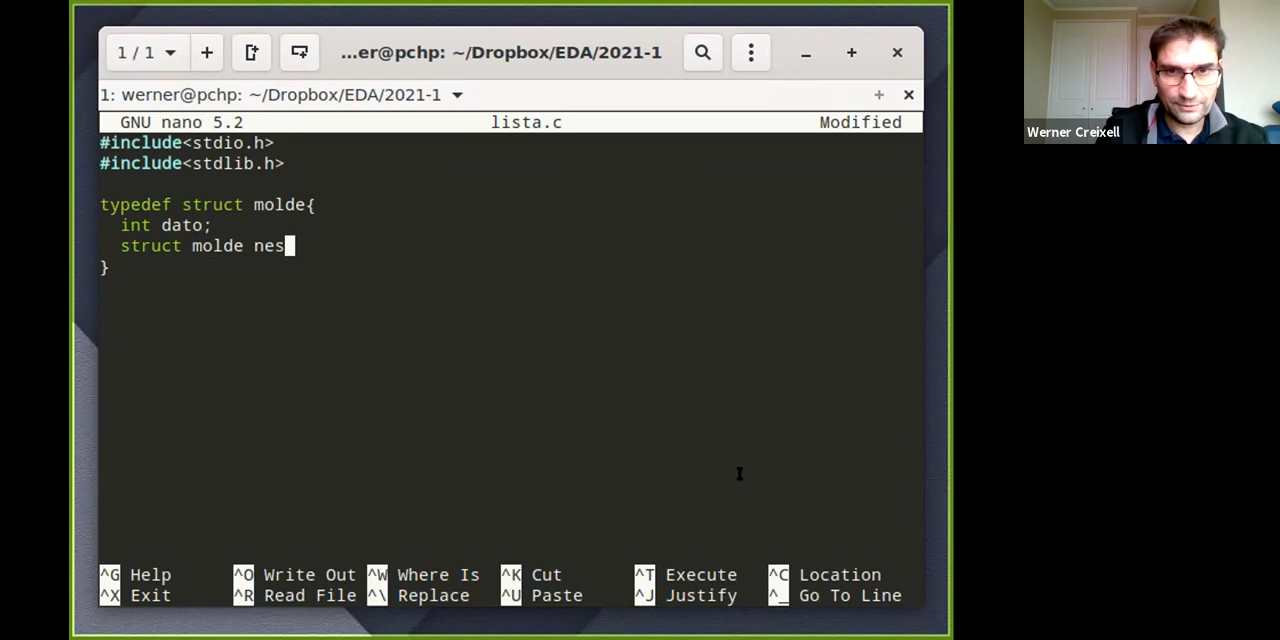 1 / 1
...er@pchp: ~/Dropbox/EDA/2021-1
1: werner@pchp: ~/Dropbox/EDA/2021-1
GNU nano 5.2 lista.c Modified
#include<stdio.h>
#include<stdlib.h>
typedef struct molde{
int dato;
struct molde nes
}
^G Help ^O Write Out ^W Where Is ^K Cut ^T Execute ^C Location
^X Exit ^R Read File ^\ Replace ^U Paste ^J Justify ^_ Go To Line
Werner Creixell